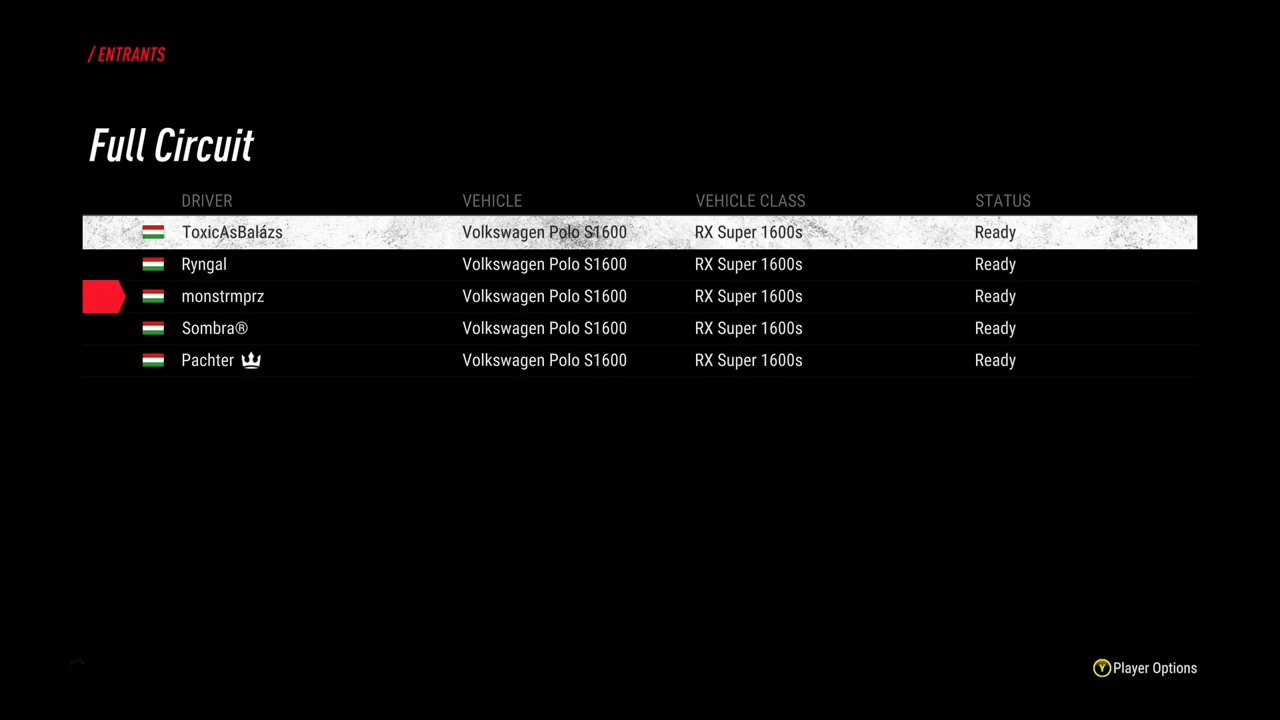 / ENTRANTS
Full Circuit
DRIVER VEHICLE VEHICLE CLASS STATUS
ToxicAsBalázs Volkswagen Polo S1600 RX Super 1600s Ready
Ryngal Volkswagen Polo S1600 RX Super 1600s Ready
monstrmprz Volkswagen Polo S1600 RX Super 1600s Ready
Sombra® Volkswagen Polo S1600 RX Super 1600s Ready
Pachter Volkswagen Polo S1600 RX Super 1600s Ready
Y Player Options